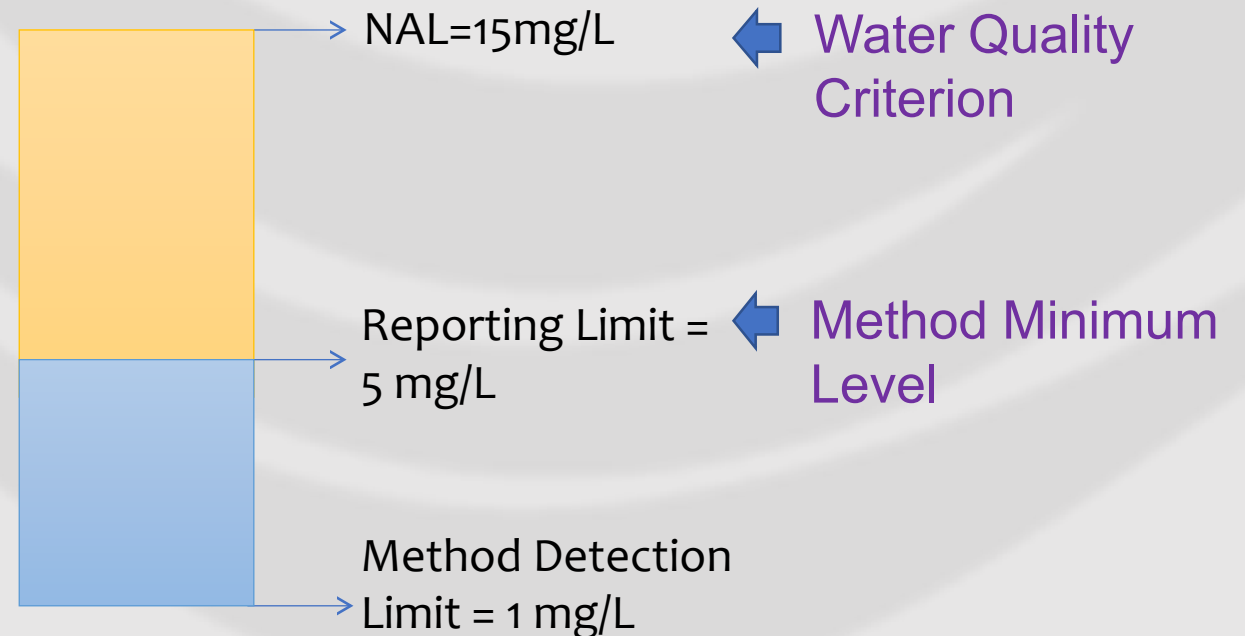 NAL=15mg/L
Water Quality
Criterion
Reporting Limit =
5 mg/L
Method Minimum
Level
Method Detection
Limit = 1 mg/L